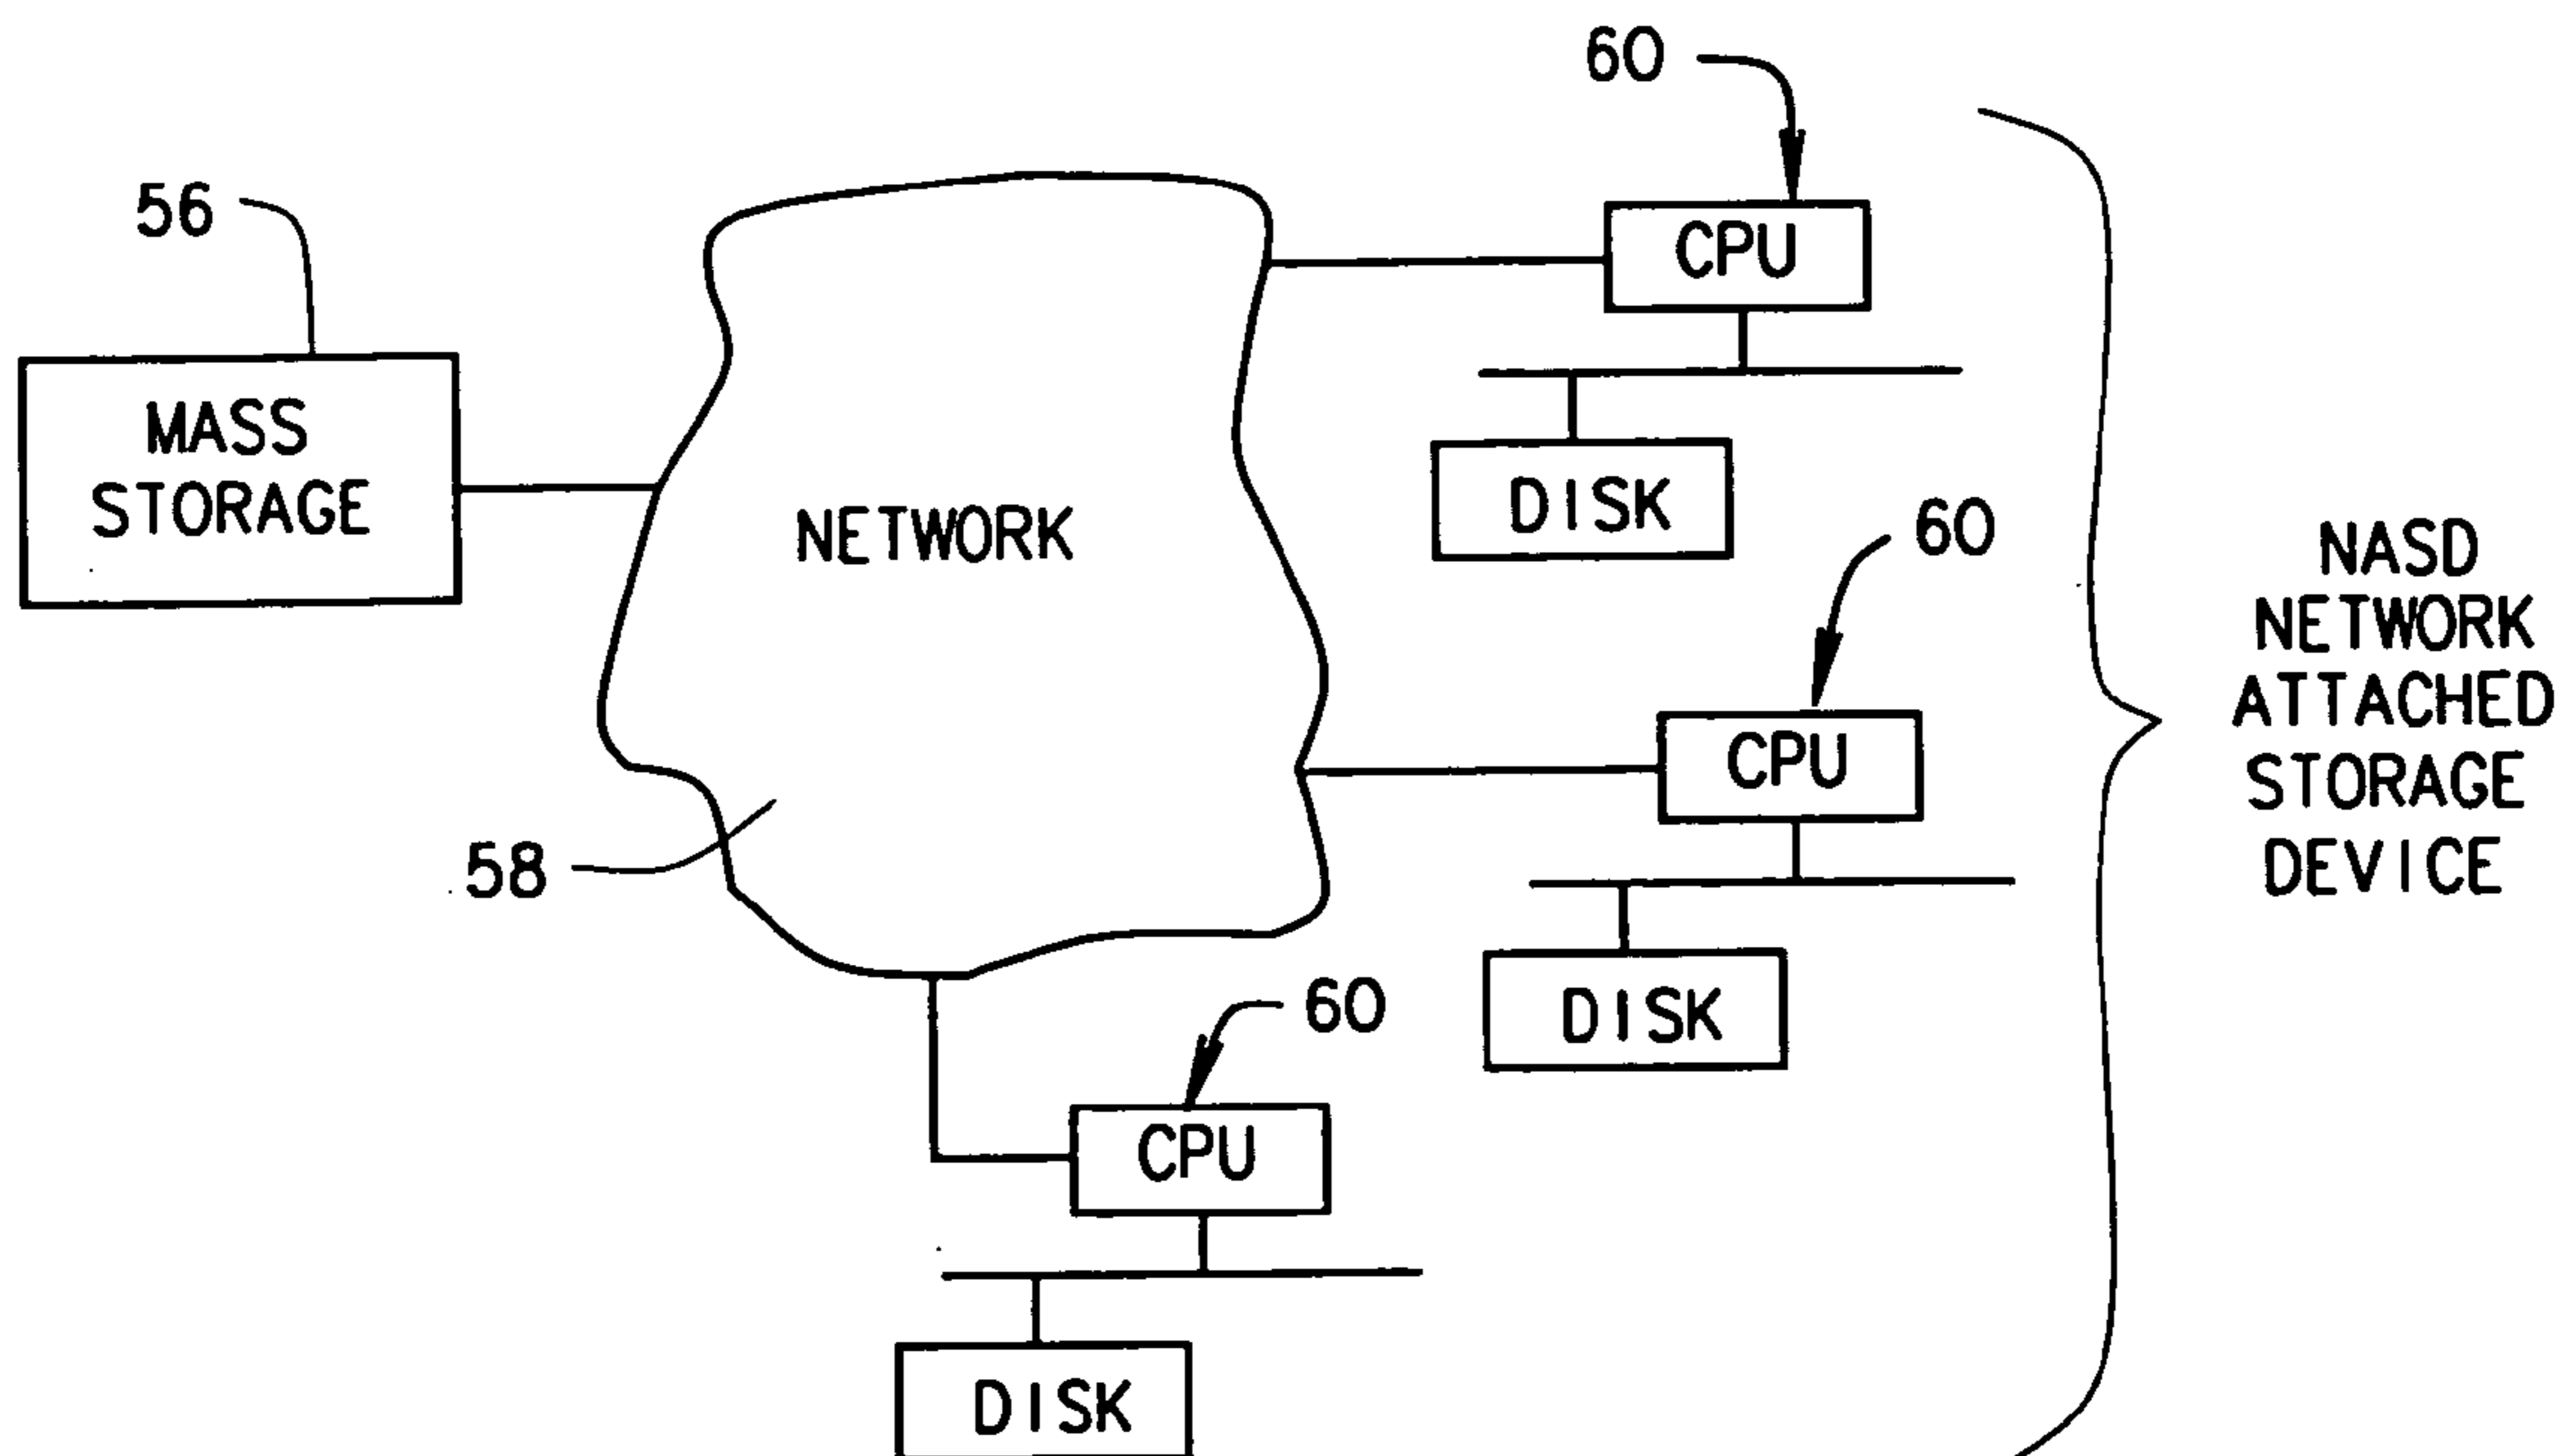 60
56
CPU
MASS
STORAGE
DISK
NETWORK
60
NASD
NETWORK
ATTACHED
STORAGE
DEVICE
CPU
58
DISK
60
CPU
DISK